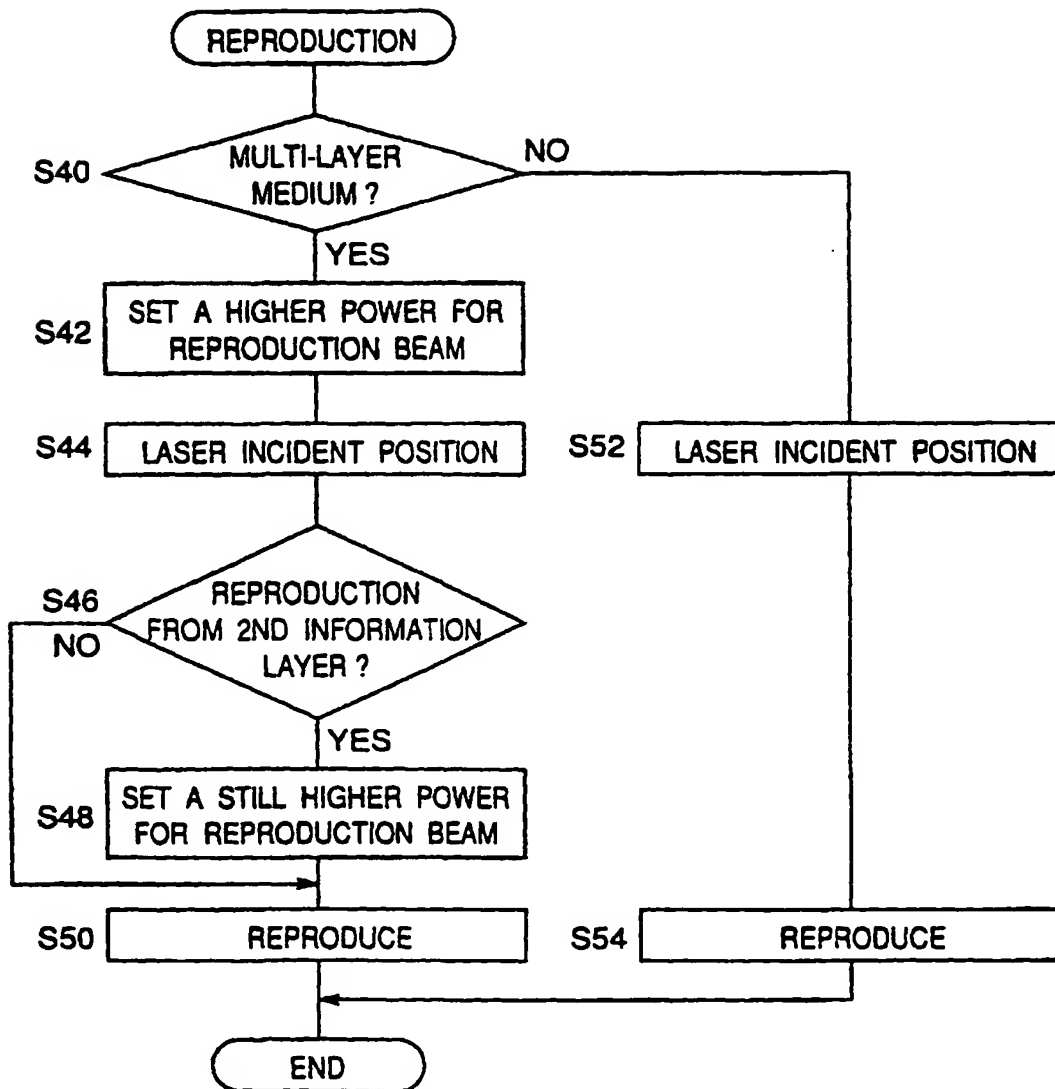 REPRODUCTION
S40
MULTI-LAYER
MEDIUM ?
NO
YES
S42
SET A HIGHER POWER FOR
REPRODUCTION BEAM
S44
LASER INCIDENT POSITION
S52
LASER INCIDENT POSITION
S46
NO
REPRODUCTION
FROM 2ND INFORMATION
LAYER ?
YES
S48
SET A STILL HIGHER POWER
FOR REPRODUCTION BEAM
S50
REPRODUCE
S54
REPRODUCE
END